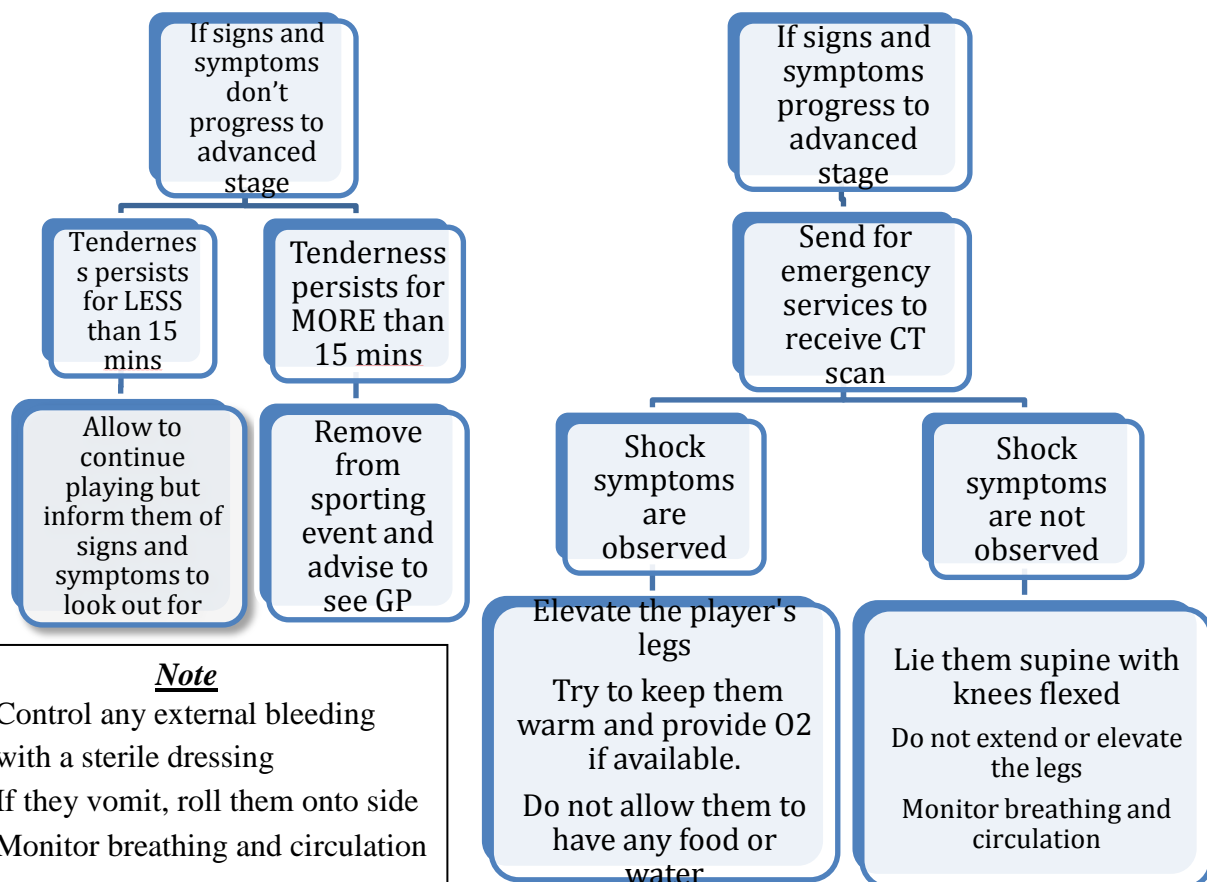 If signs and
symptoms
don't
progress to
advanced
stage
Tendernes
s persists
for LESS
than 15
mins
Tenderness
persists for
MORE than
15 mins
Allow to
continue
playing but
inform them of
signs and
symptoms to
look out for
Remove
from
sporting
event and
advise to
see GP
If signs and
symptoms
progress to
advanced
stage
Send for
emergency
services to
receive CT
scan
Shock
symptoms
are
observed
Shock
symptoms
are not
observed
Elevate the player's
legs
Try to keep them
warm and provide O2
if available.
Do not allow them to
have any food or
water
Lie them supine with
knees flexed
Do not extend or elevate
the legs
Monitor breathing and
circulation
Note
Control any external bleeding
with a sterile dressing
If they vomit, roll them onto side
Monitor breathing and circulation